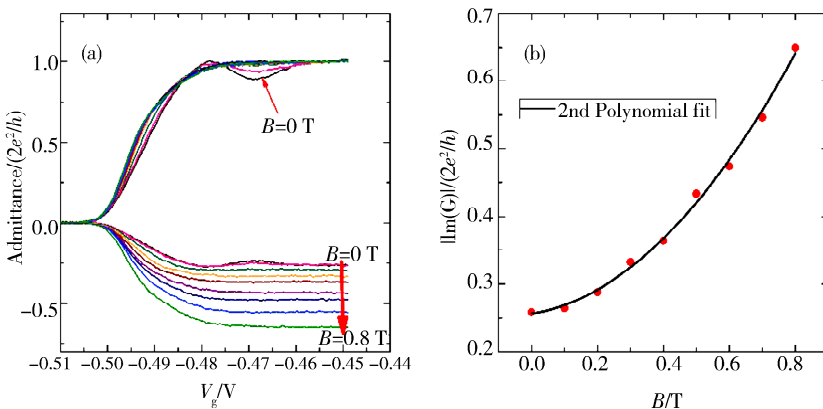 (a)
1.0
0.5
0.0
−0.5
Admittance/(2e²/h)
B=0 T
B=0 T
B=0.8 T
−0.51
−0.50
−0.49
−0.48
−0.47
−0.46
−0.45
−0.44
V_g/V
(b)
0.7
0.6
0.5
0.4
0.3
0.2
|Im(G)|/(2e²/h)
2nd Polynomial fit
0.0
0.2
0.4
0.6
0.8
B/T